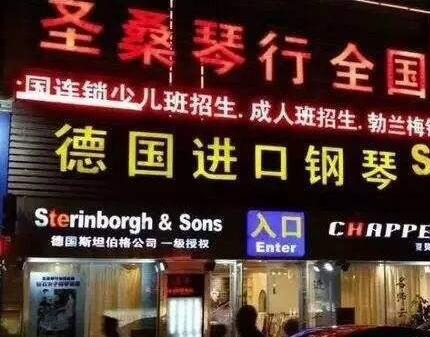 圣桑琴行全国
国连锁少儿班招生.成人班招生.勃兰梅
德国进口钢琴S
Sterinborgh & Sons
德国斯坦伯格公司 一级授权
入口
Enter
CHAPPE